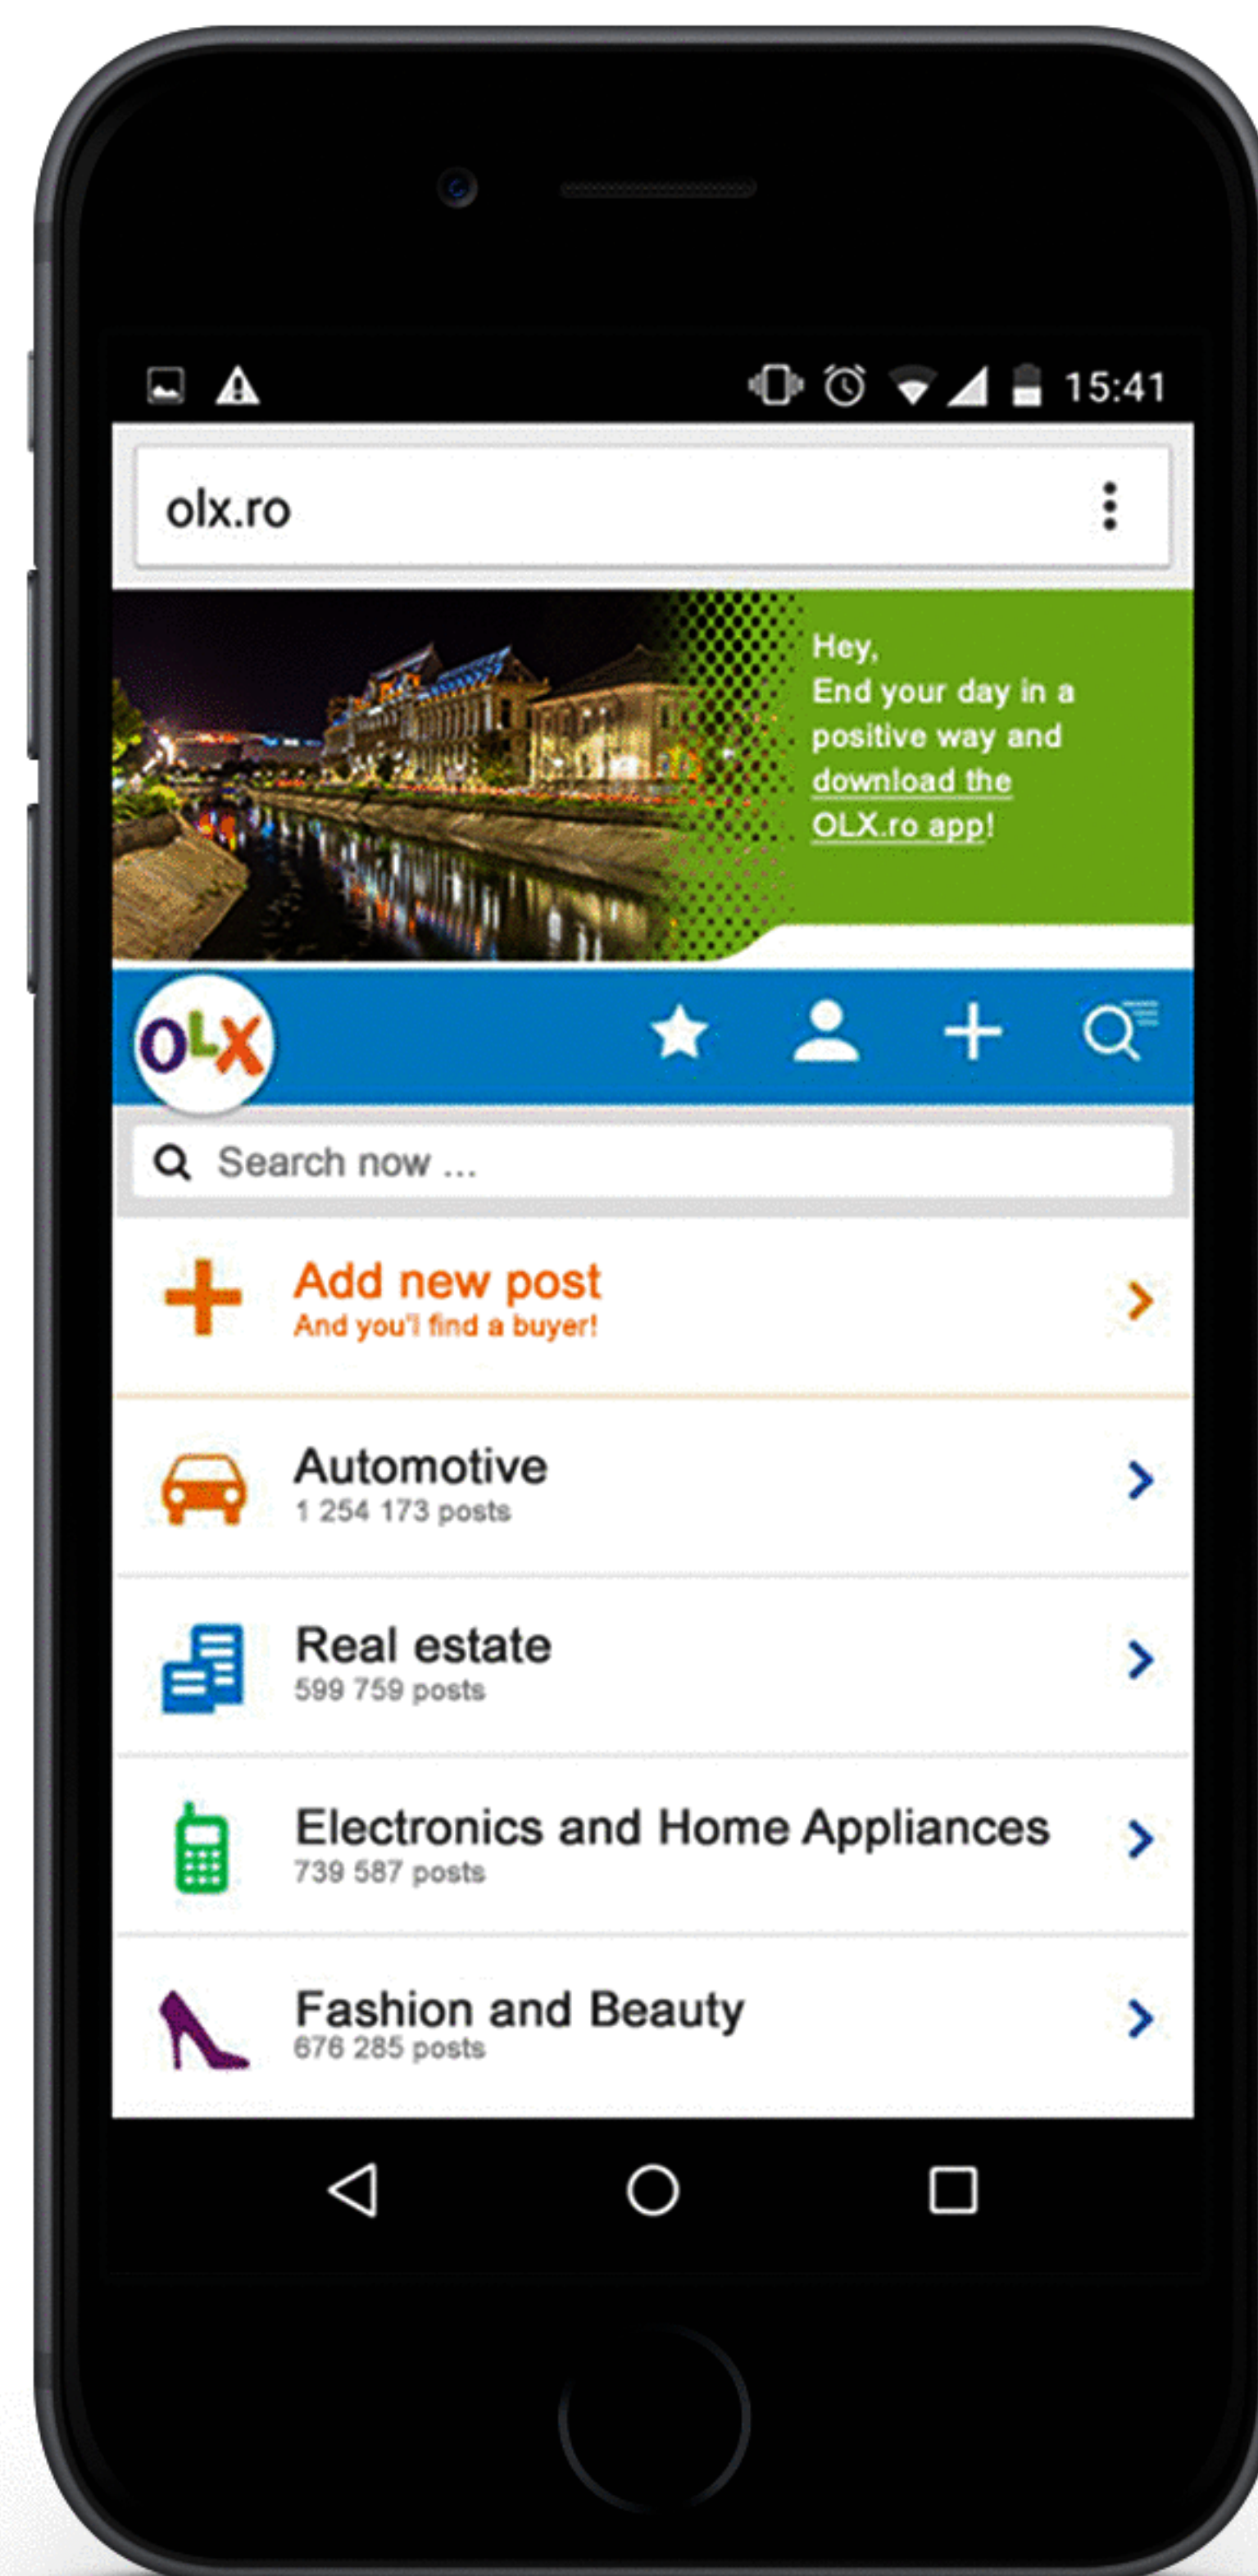 15:41
olx.ro
Hey,
End your day in a
positive way and
download the
OLX.ro app!
OLX
Search now ...
Add new post
And you'l find a buyer!
Automotive
1 254 173 posts
Real estate
599 759 posts
Electronics and Home Appliances
739 587 posts
Fashion and Beauty
676 285 posts